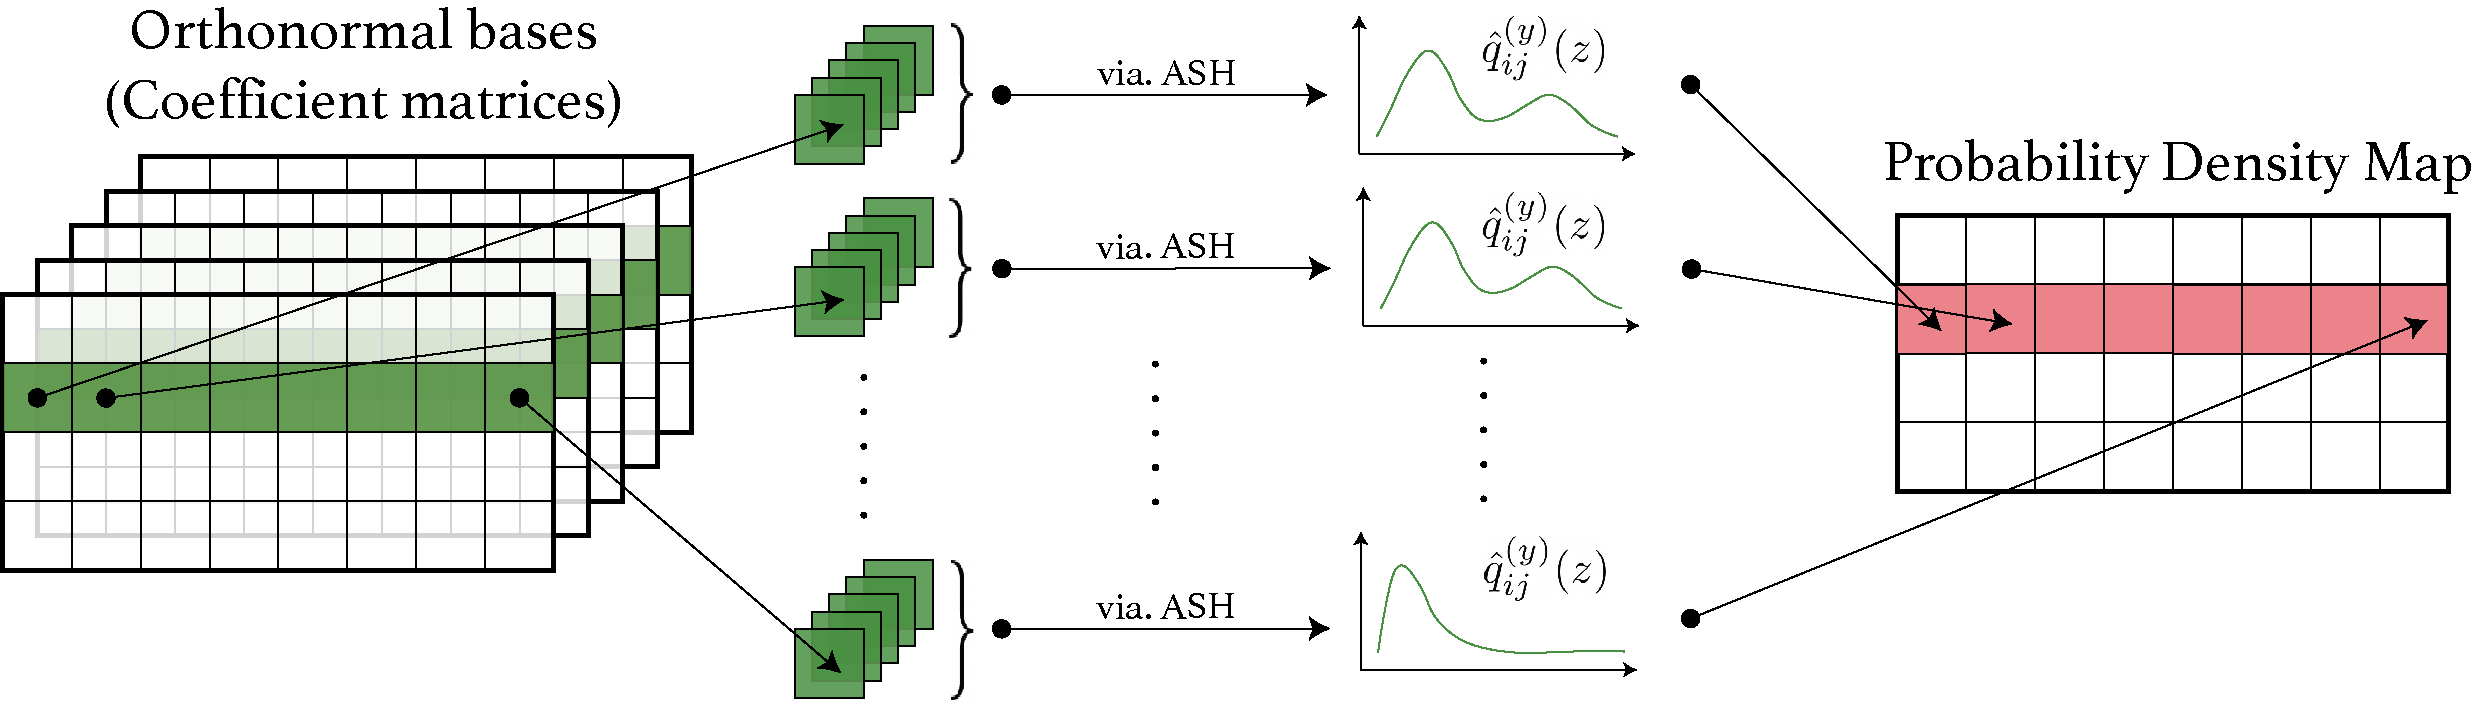 Orthonormal bases
(Coefficient matrices)
via. ASH
$\hat{q}_{ij}^{(y)}(z)$
Probability Density Map
via. ASH
$\hat{q}_{ij}^{(y)}(z)$
via. ASH
$\hat{q}_{ij}^{(y)}(z)$